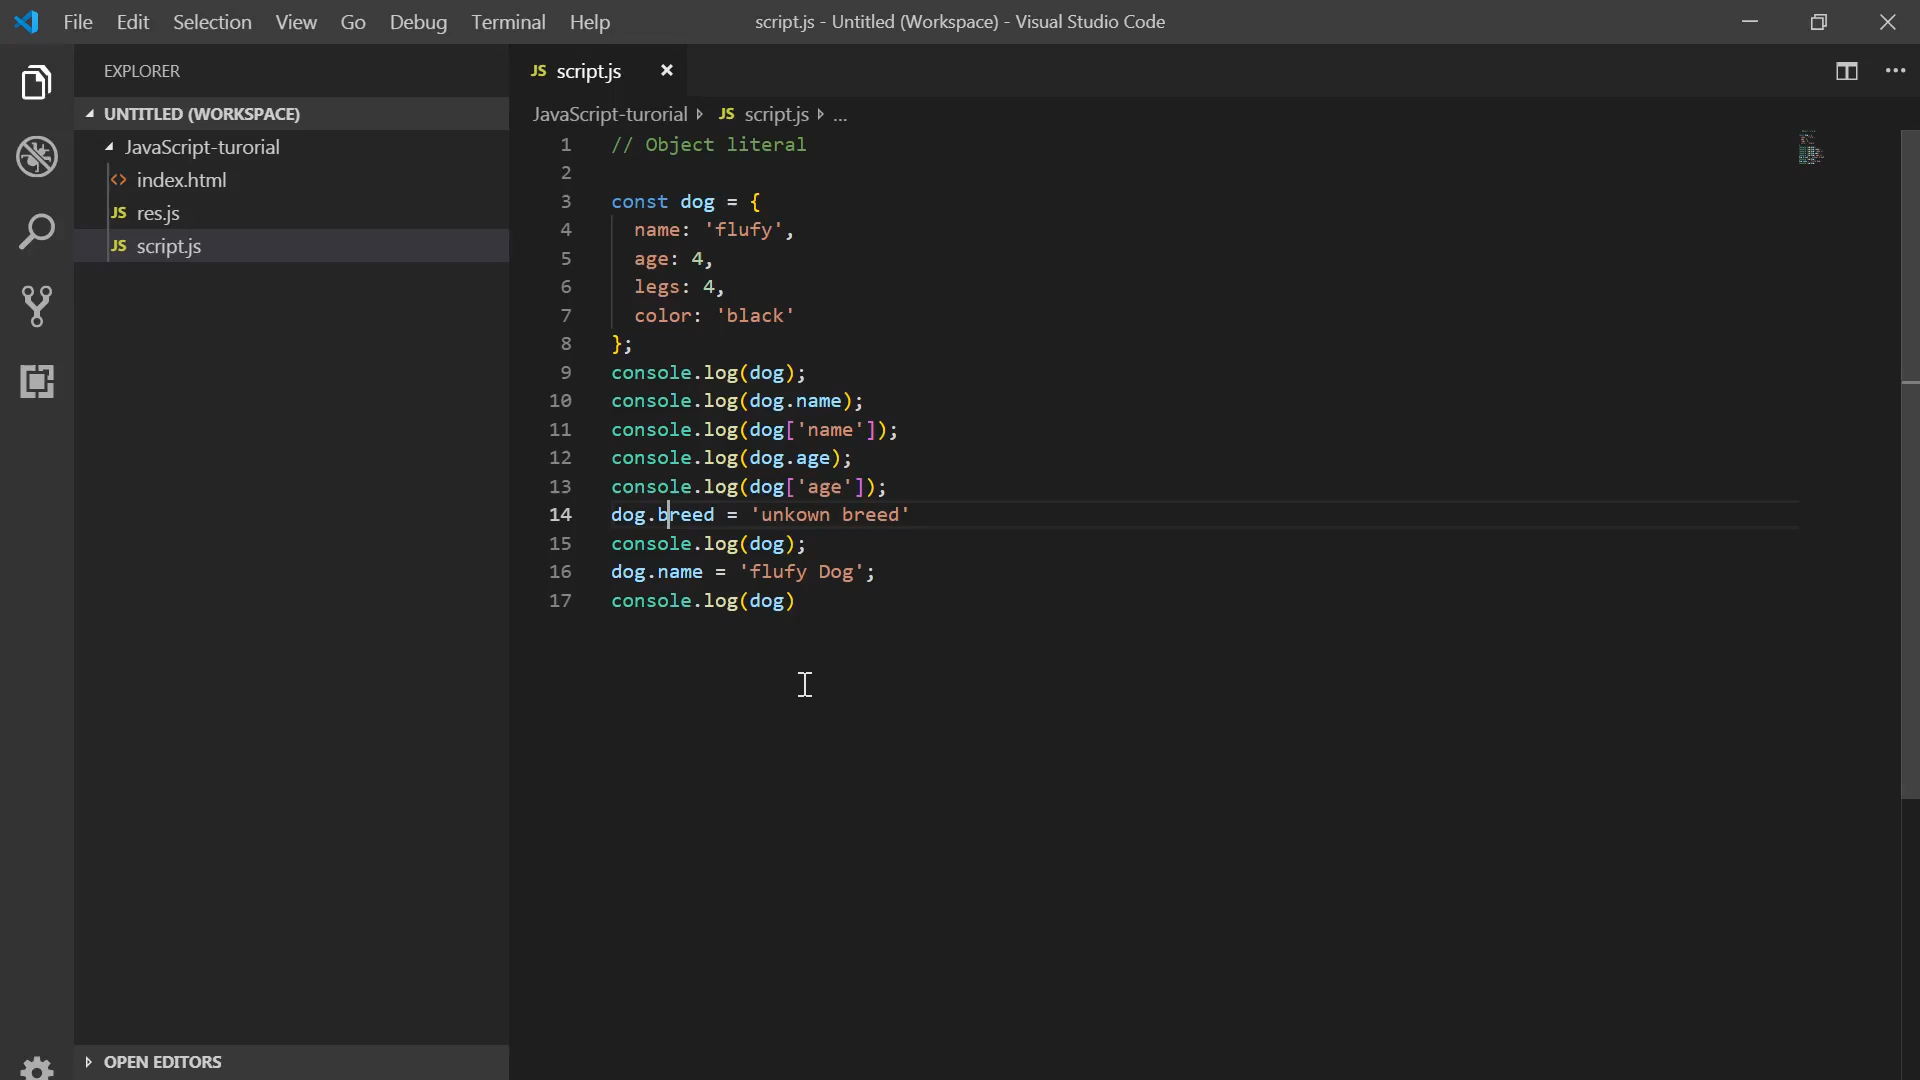 File Edit Selection View Go Debug Terminal Help script.js - Untitled (Workspace) - Visual Studio Code
EXPLORER
UNTITLED (WORKSPACE)
JavaScript-turorial
<> index.html
JS res.js
JS script.js
OPEN EDITORS
JS script.js ×
JavaScript-turorial JS script.js ...
1 // Object literal
2
3 const dog = {
4 name: 'flufy',
5 age: 4,
6 legs: 4,
7 color: 'black'
8 };
9 console.log(dog);
10 console.log(dog.name);
11 console.log(dog['name']);
12 console.log(dog.age);
13 console.log(dog['age']);
14 dog.breed = 'unkown breed'
15 console.log(dog);
16 dog.name = 'flufy Dog';
17 console.log(dog)